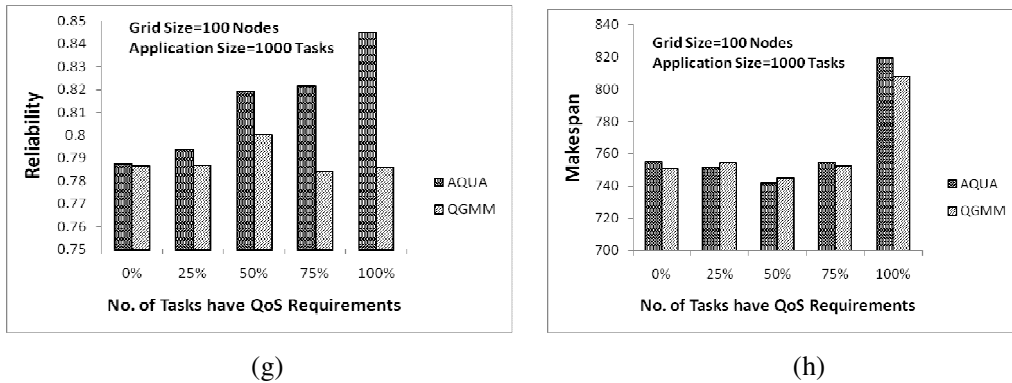 Grid Size=100 Nodes
Application Size=1000 Tasks
Reliability
0.85
0.84
0.83
0.82
0.81
0.8
0.79
0.78
0.77
0.76
0.75
0% 25% 50% 75% 100%
No. of Tasks have QoS Requirements
AQUA
QGMM
(g)
Grid Size=100 Nodes
Application Size=1000 Tasks
Makespan
840
820
800
780
760
740
720
700
0% 25% 50% 75% 100%
No. of Tasks have QoS Requirements
AQUA
QGMM
(h)